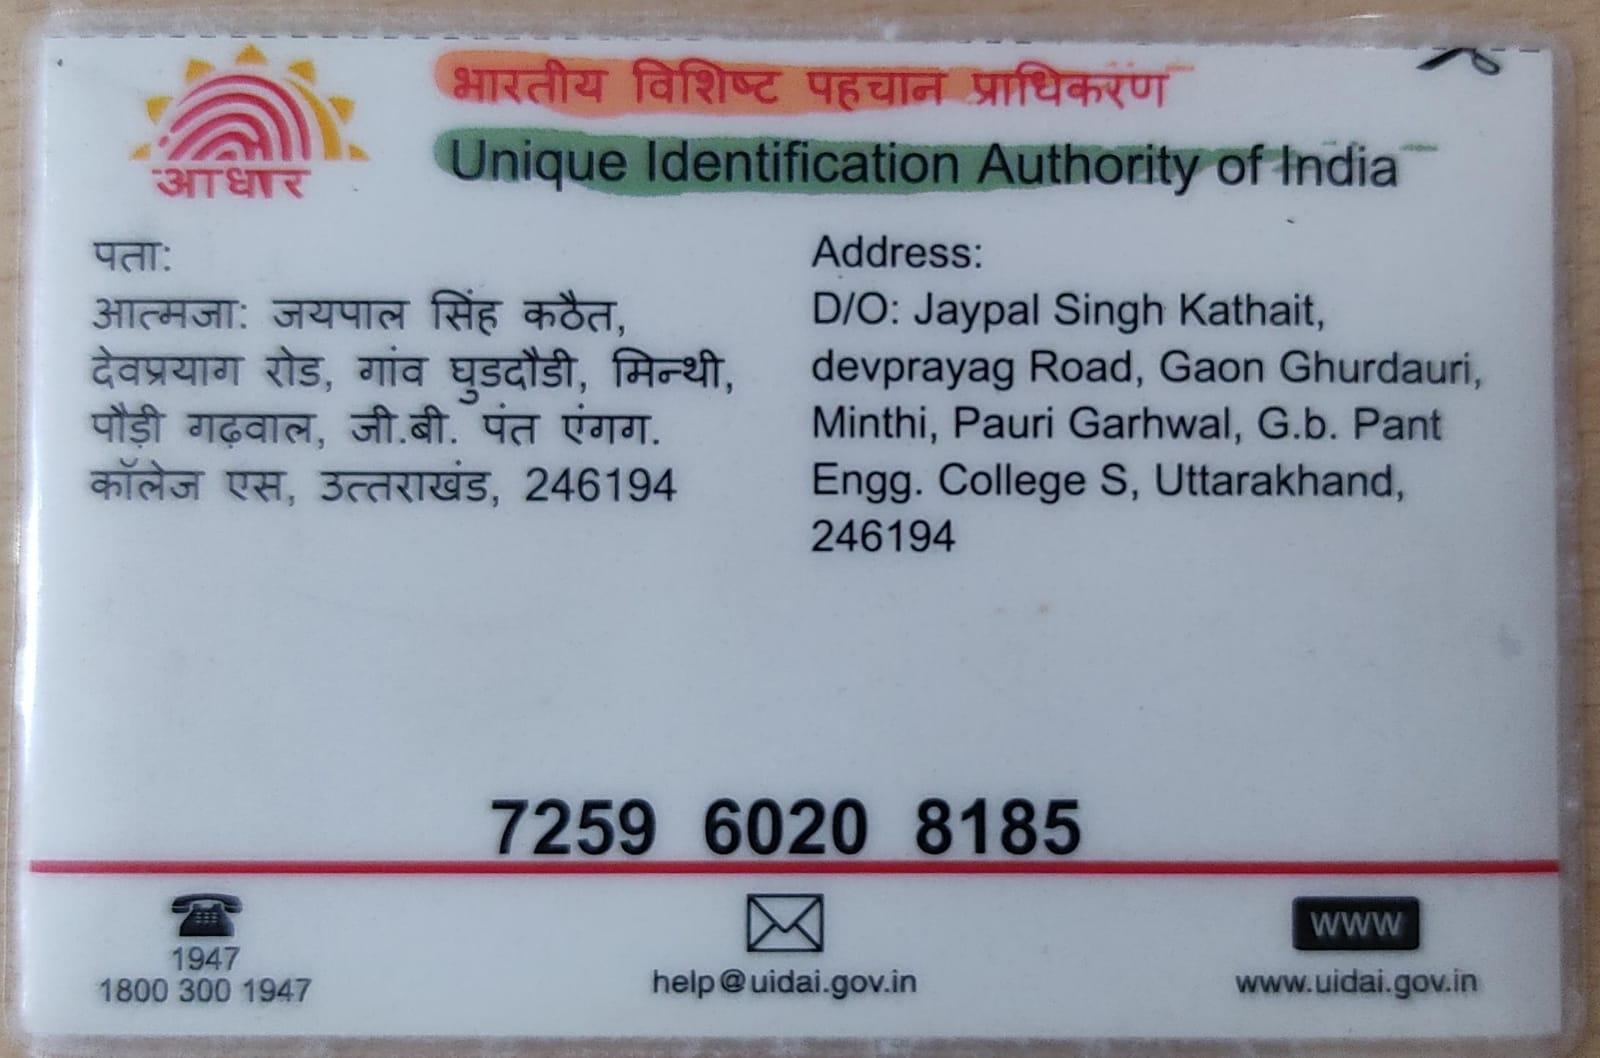 आधार
भारतीय विशिष्ट पहचान प्राधिकरण
Unique Identification Authority of India
पता:
आत्मजा: जयपाल सिंह कठैत,
देवप्रयाग रोड, गांव घुडदौडी, मिन्थी,
पौड़ी गढ़वाल, जी.बी. पंत एंगग.
कॉलेज एस, उत्तराखंड, 246194
Address:
D/O: Jaypal Singh Kathait,
devprayag Road, Gaon Ghurdauri,
Minthi, Pauri Garhwal, G.b. Pant
Engg. College S, Uttarakhand,
246194
7259 6020 8185
1947
1800 300 1947
help@uidai.gov.in
www
www.uidai.gov.in